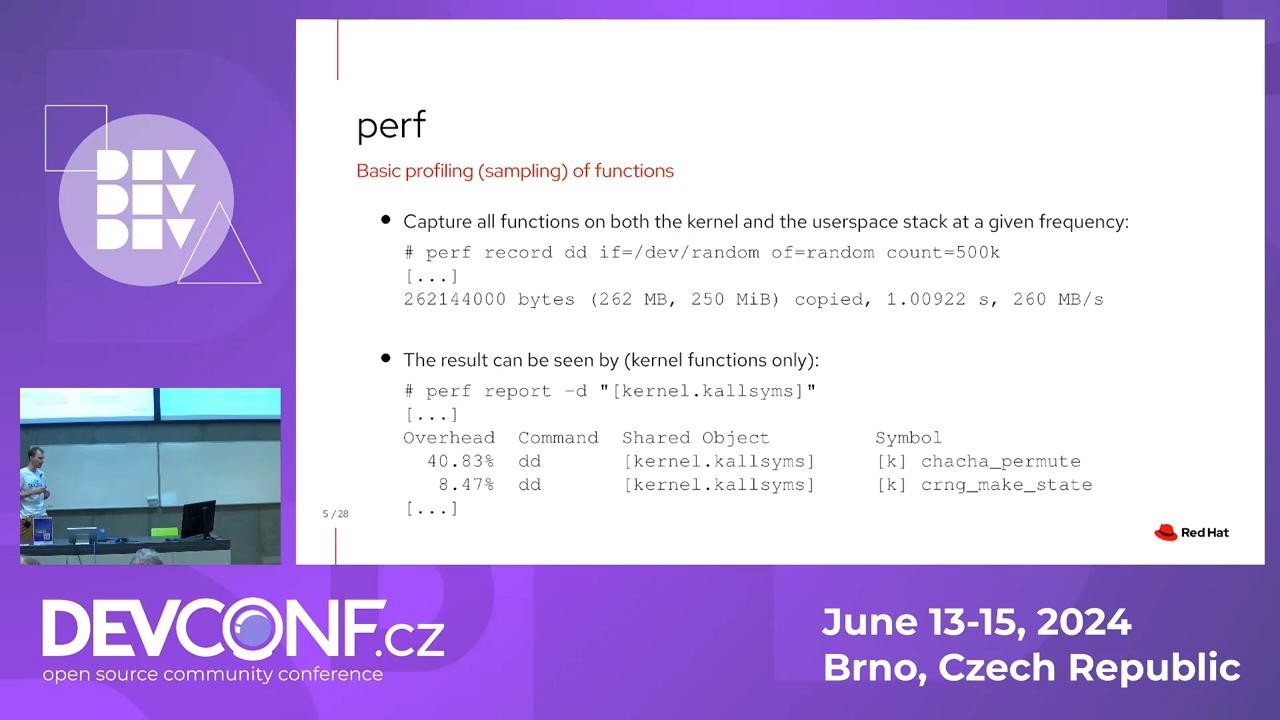 DEV
DEV
DEV
perf
Basic profiling (sampling) of functions
● Capture all functions on both the kernel and the userspace stack at a given frequency:
# perf record dd if=/dev/random of=random count=500k
[...]
262144000 bytes (262 MB, 250 MiB) copied, 1.00922 s, 260 MB/s
● The result can be seen by (kernel functions only):
# perf report -d "[kernel.kallsyms]"
[...]
Overhead Command Shared Object Symbol
40.83% dd [kernel.kallsyms] [k] chacha_permute
8.47% dd [kernel.kallsyms] [k] crng_make_state
[...]
5 / 28
Red Hat
DEVCONF.cz
open source community conference
June 13-15, 2024
Brno, Czech Republic